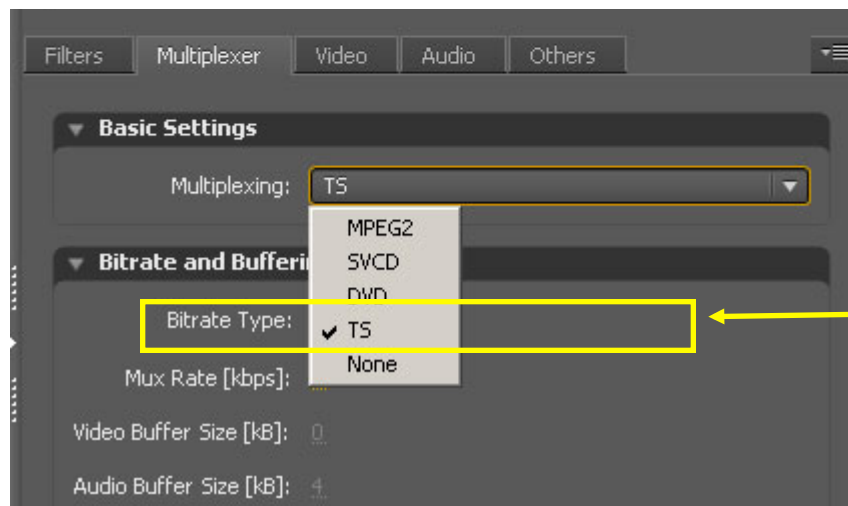 Filters Multiplexer Video Audio Others
Basic Settings
Multiplexing: TS
MPEG2
SVCD
DVD
TS
None
Bitrate and Bufferi
Bitrate Type:
Mux Rate [kbps]:
Video Buffer Size [kB]: 0
Audio Buffer Size [kB]: 4